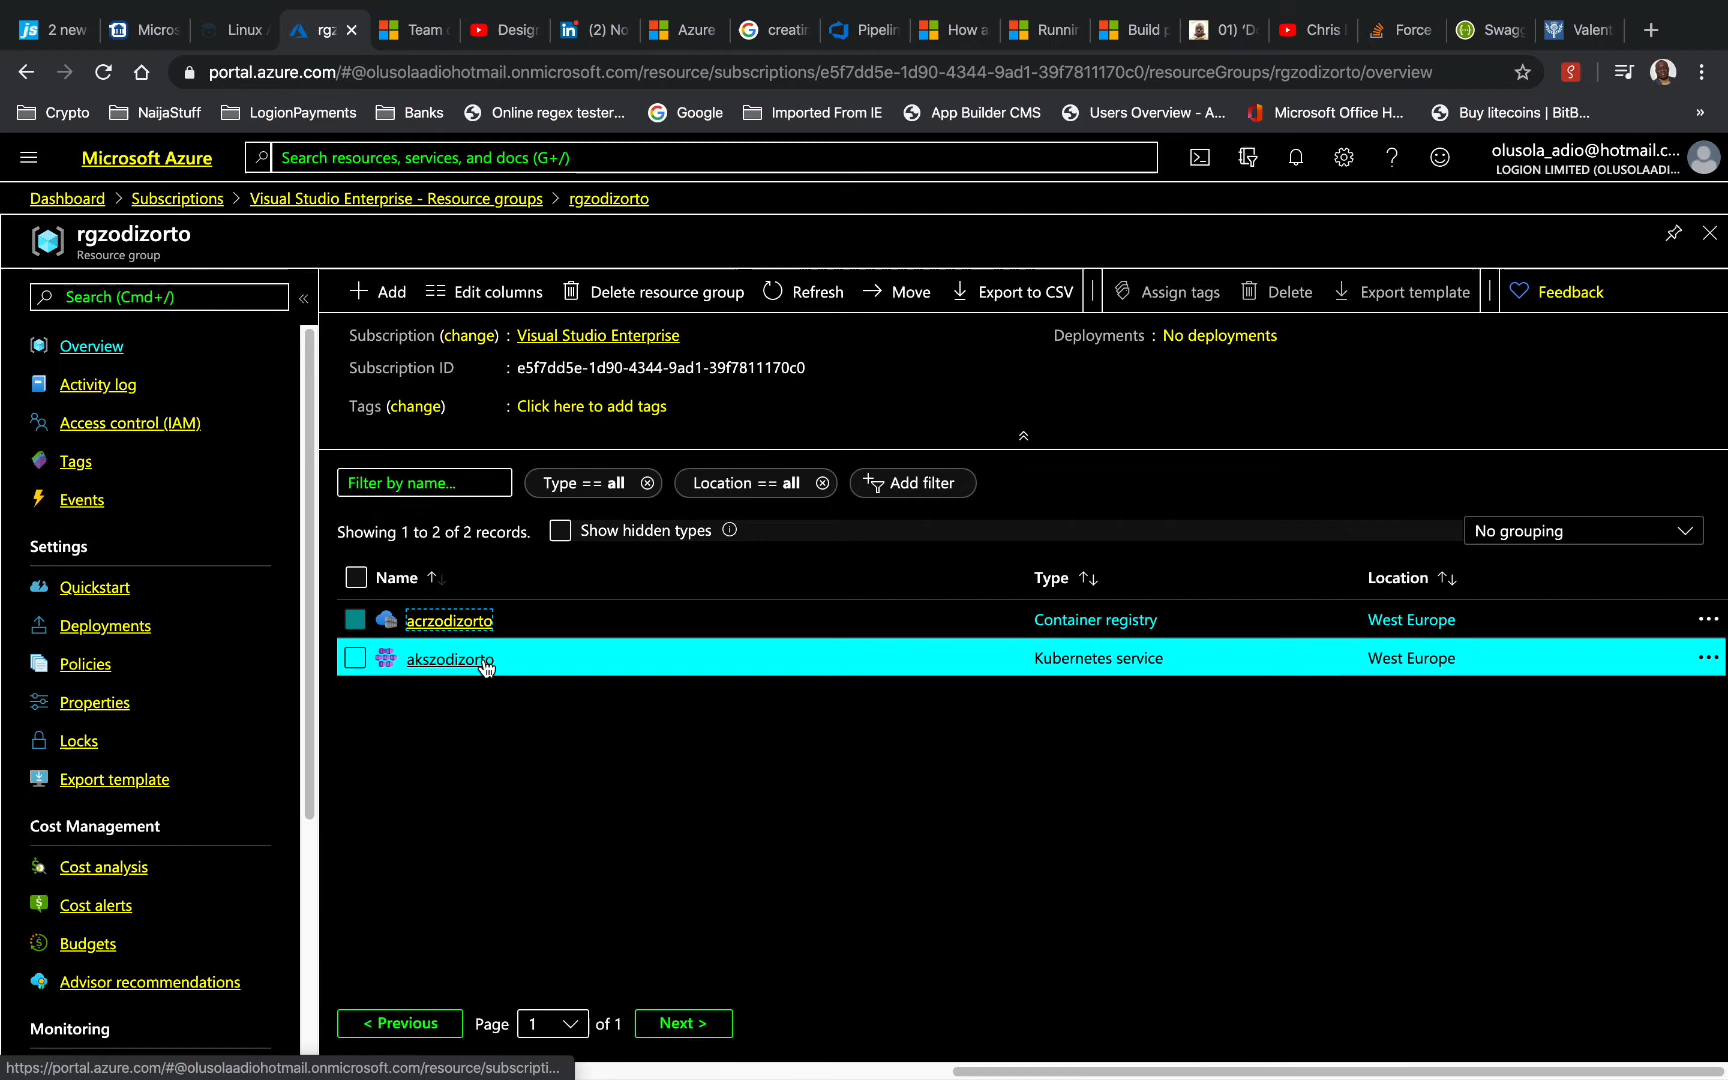 2 new
Micros
Linux
rgz
Team
Desig
(2) No
Azure
creatin
Pipelin
How a
Runnin
Build p
01) 'D
Chris
Force
Swagg
Valent
portal.azure.com/#@olusolaadiohotmail.onmicrosoft.com/resource/subscriptions/e5f7dd5e-1d90-4344-9ad1-39f7811170c0/resourceGroups/rgzodizorto/overview
Crypto
NaijaStuff
LogionPayments
Banks
Online regex tester...
Google
Imported From IE
App Builder CMS
Users Overview - A...
Microsoft Office H...
Buy litecoins | BitB...
»
Microsoft Azure
Search resources, services, and docs (G+/)
olusola_adio@hotmail.c...
LOGION LIMITED (OLUSOLAADI...
Dashboard > Subscriptions > Visual Studio Enterprise - Resource groups > rgzodizorto
rgzodizorto
Resource group
Search (Cmd+/)
«
Add
Edit columns
Delete resource group
Refresh
Move
Export to CSV
Assign tags
Delete
Export template
Feedback
Overview
Activity log
Access control (IAM)
Tags
Events
Settings
Quickstart
Deployments
Policies
Properties
Locks
Export template
Cost Management
Cost analysis
Cost alerts
Budgets
Advisor recommendations
Monitoring
Subscription (change) : Visual Studio Enterprise
Deployments : No deployments
Subscription ID : e5f7dd5e-1d90-4344-9ad1-39f7811170c0
Tags (change) : Click here to add tags
Filter by name...
Type == all
Location == all
Add filter
Showing 1 to 2 of 2 records.
Show hidden types
No grouping
Name
Type
Location
acrzodizorto
Container registry
West Europe
akszodizorto
Kubernetes service
West Europe
< Previous
Page 1 of 1
Next >
https://portal.azure.com/#@olusolaadiohotmail.onmicrosoft.com/resource/subscripti...